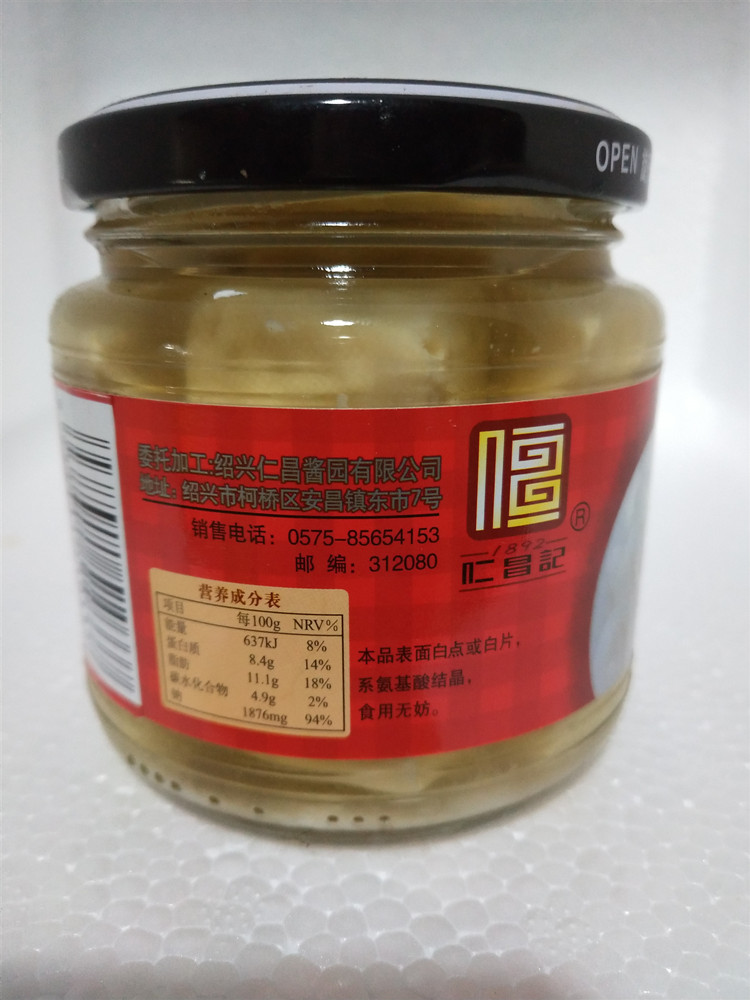 OPEN
委托加工:绍兴仁昌酱园有限公司
地址:绍兴市柯桥区安昌镇东市7号
销售电话:0575-85654153
邮 编:312080
1892
仁昌記
®
营养成分表
项目 每100g NRV%
能量 637kJ 8%
蛋白质 8.4g 14%
脂肪 11.1g 18%
碳水化合物 4.9g 2%
钠 1876mg 94%
本品表面白点或白片,
系氨基酸结晶,
食用无妨。